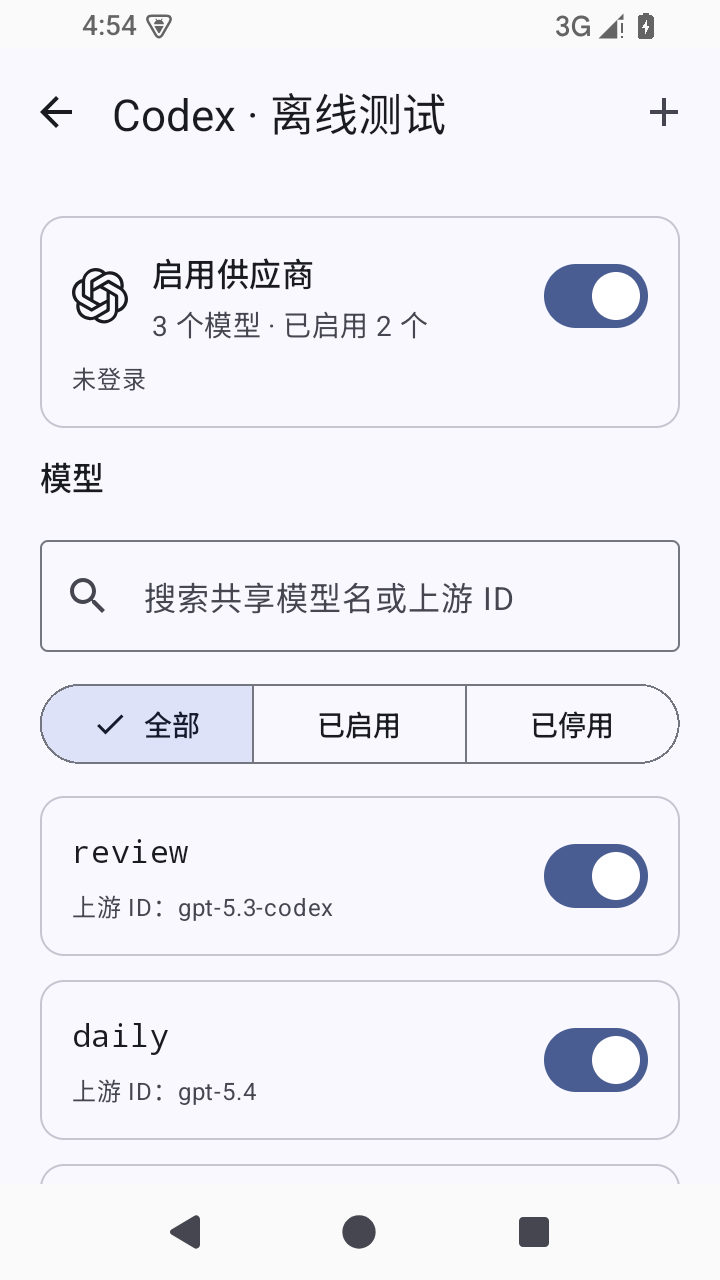 4:54
3G
Codex · 离线测试
启用供应商
3 个模型 · 已启用 2 个
未登录
模型
搜索共享模型名或上游 ID
全部
已启用
已停用
review
上游 ID：gpt-5.3-codex
daily
上游 ID：gpt-5.4